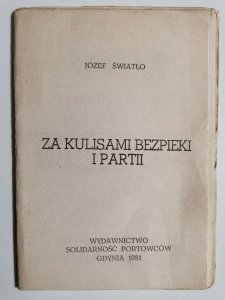 JÓZEF ŚWIATŁO
ZA KULISAMI BEZPIEKI
I PARTII
WYDAWNICTWO
SOLIDARNOŚĆ PORTOWCÓW
GDYNIA 1981